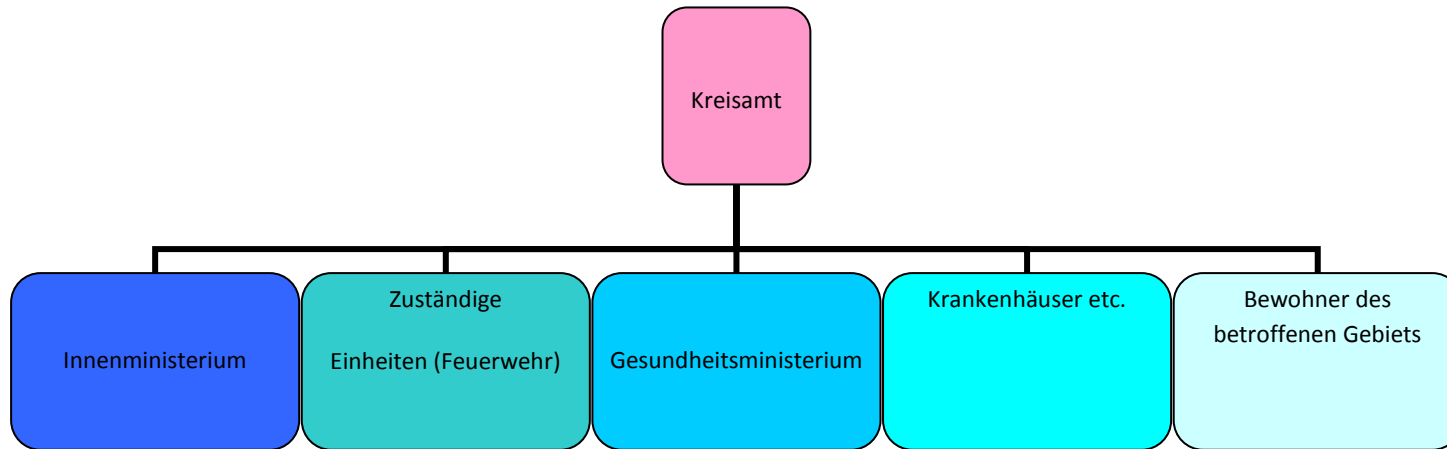 Kreisamt
Innenministerium
Zuständige
Einheiten (Feuerwehr)
Gesundheitsministerium
Krankenhäuser etc.
Bewohner des
betroffenen Gebiets